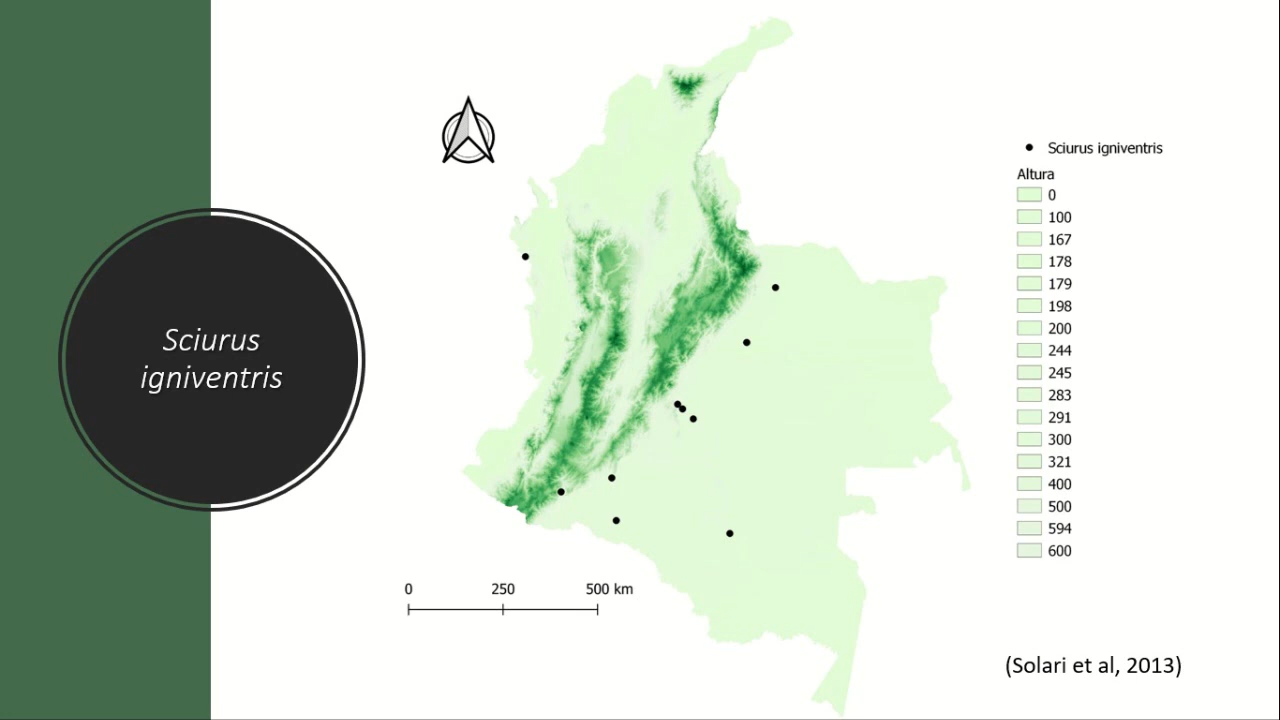 Sciurus
igniventris
Sciurus igniventris
Altura
0
100
167
178
179
198
200
244
245
283
291
300
321
400
500
594
600
0 250 500 km
(Solari et al, 2013)